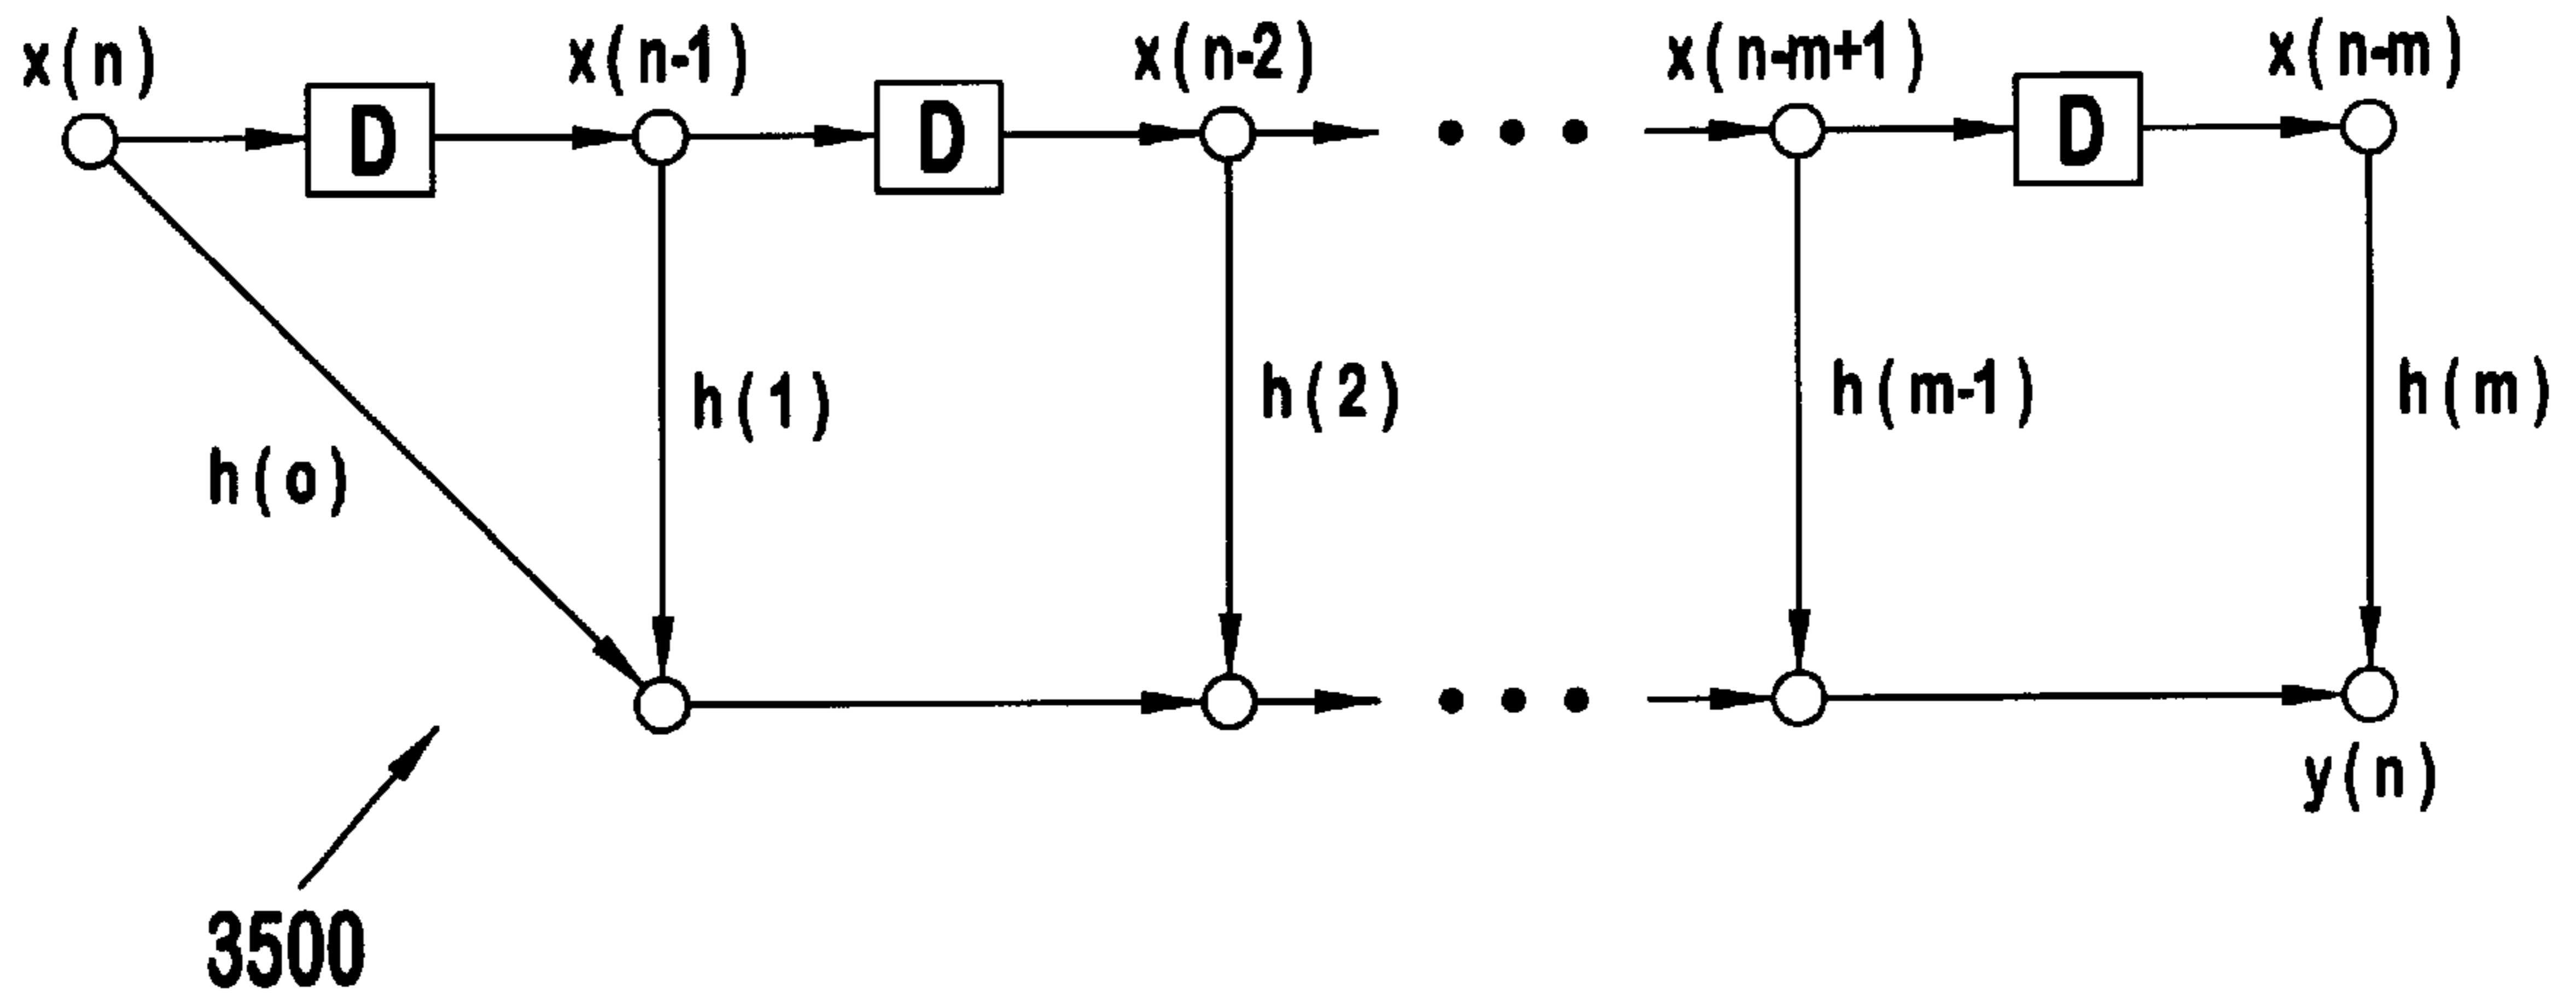 x(n) x(n-1) x(n-2) x(n-m+1) x(n-m)
D D D
h(o) h(1) h(2) h(m-1) h(m)
y(n)
3500